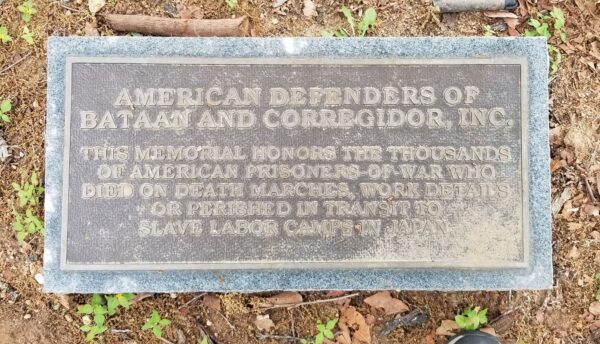 AMERICAN DEFENDERS OF
BATAAN AND CORREGIDOR, INC.
THIS MEMORIAL HONORS THE THOUSANDS
OF AMERICAN PRISONERS-OF-WAR WHO
DIED ON DEATH MARCHES, WORK DETAILS
OR PERISHED IN TRANSIT TO
SLAVE LABOR CAMPS IN JAPAN.